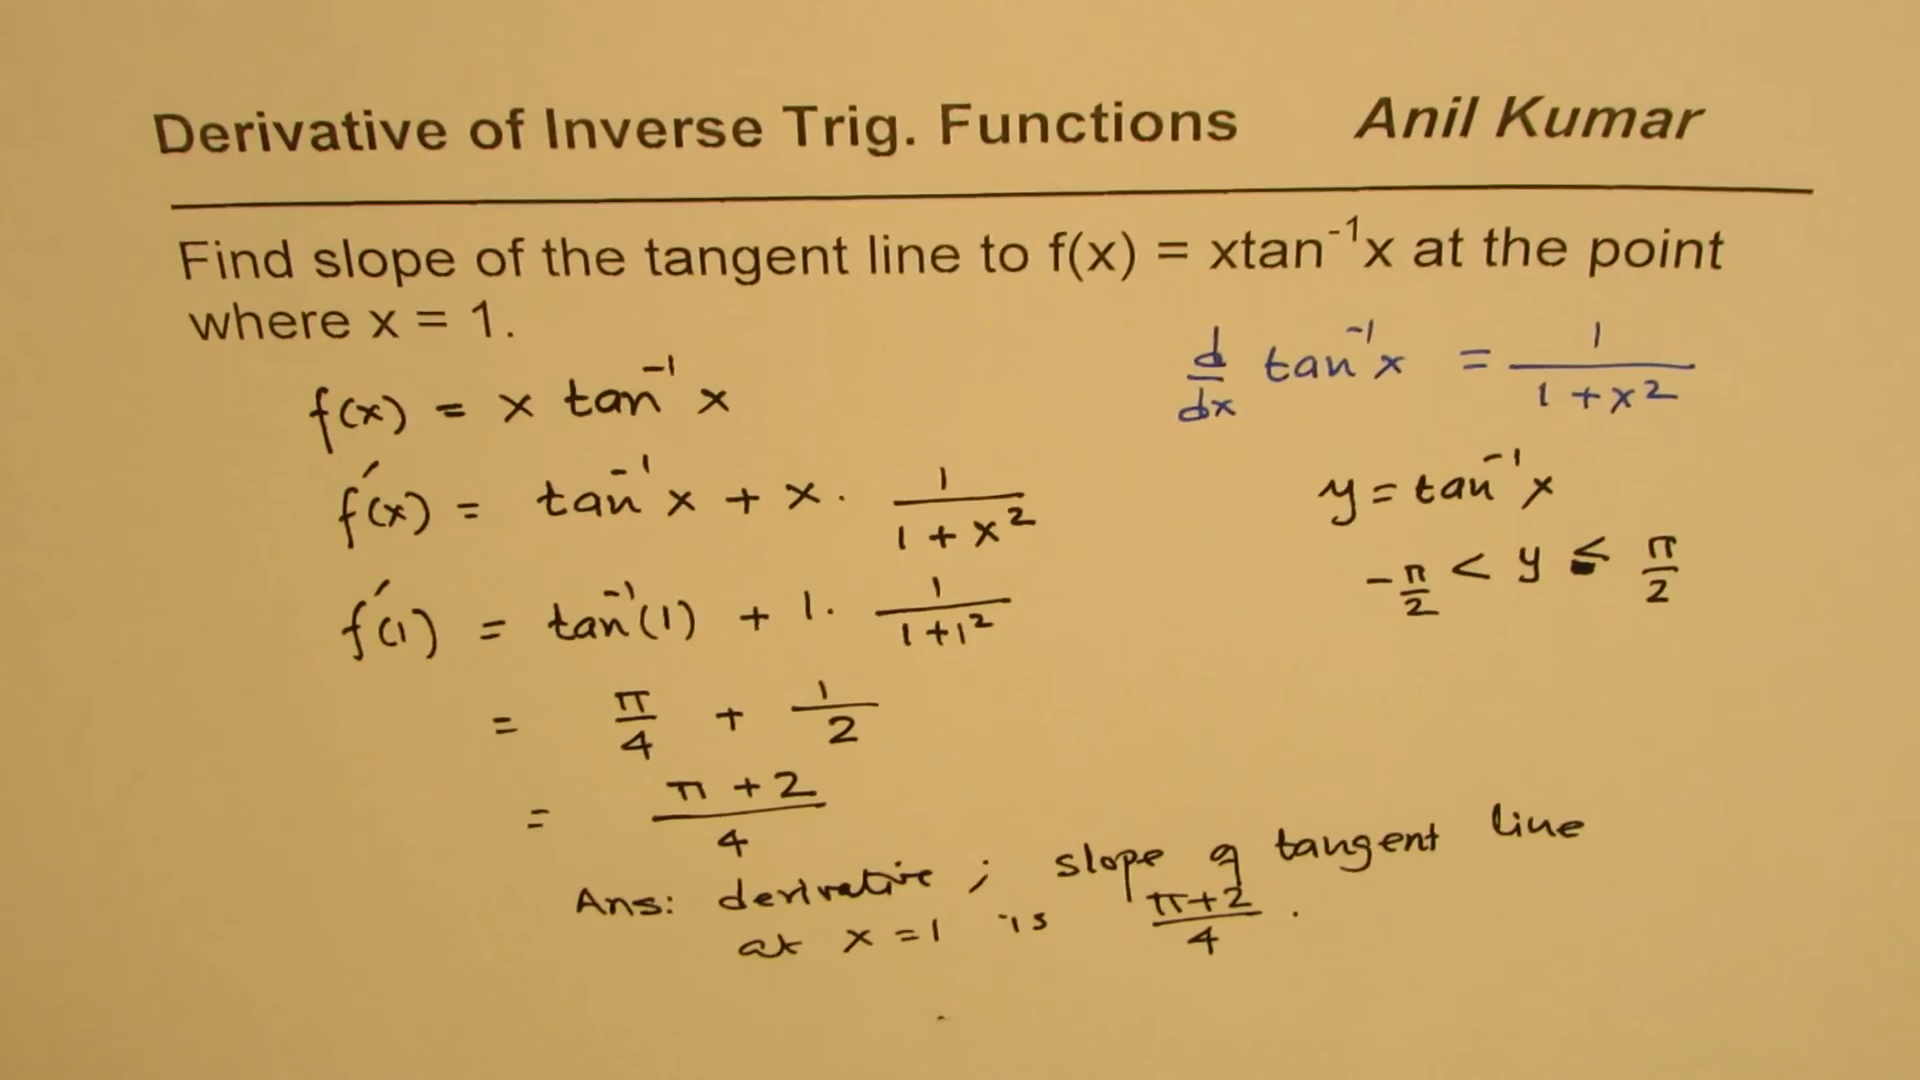 Derivative of Inverse Trig. Functions Anil Kumar
Find slope of the tangent line to f(x) = xtan⁻¹x at the point
where x = 1.
d/dx tan⁻¹x = 1/(1+x²)
f(x) = x tan⁻¹ x
f'(x) = tan⁻¹ x + x · 1/(1+x²)
y = tan⁻¹ x
-π/2 < y ≤ π/2
f'(1) = tan⁻¹(1) + 1 · 1/(1+1²)
= π/4 + 1/2
= (π+2)/4
Ans: derivative ; slope of tangent line
at x = 1 is (π+2)/4 .